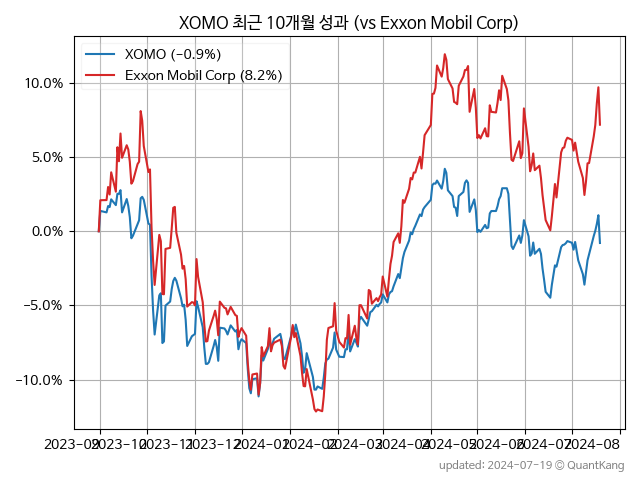 XOMO 최근 10개월 성과 (vs Exxon Mobil Corp)
XOMO (-0.9%)
Exxon Mobil Corp (8.2%)
10.0%
5.0%
0.0%
-5.0%
-10.0%
2023-09 2023-10 2023-11 2023-12 2024-01 2024-02 2024-03 2024-04 2024-05 2024-06 2024-07 2024-08
updated: 2024-07-19 © QuantKang